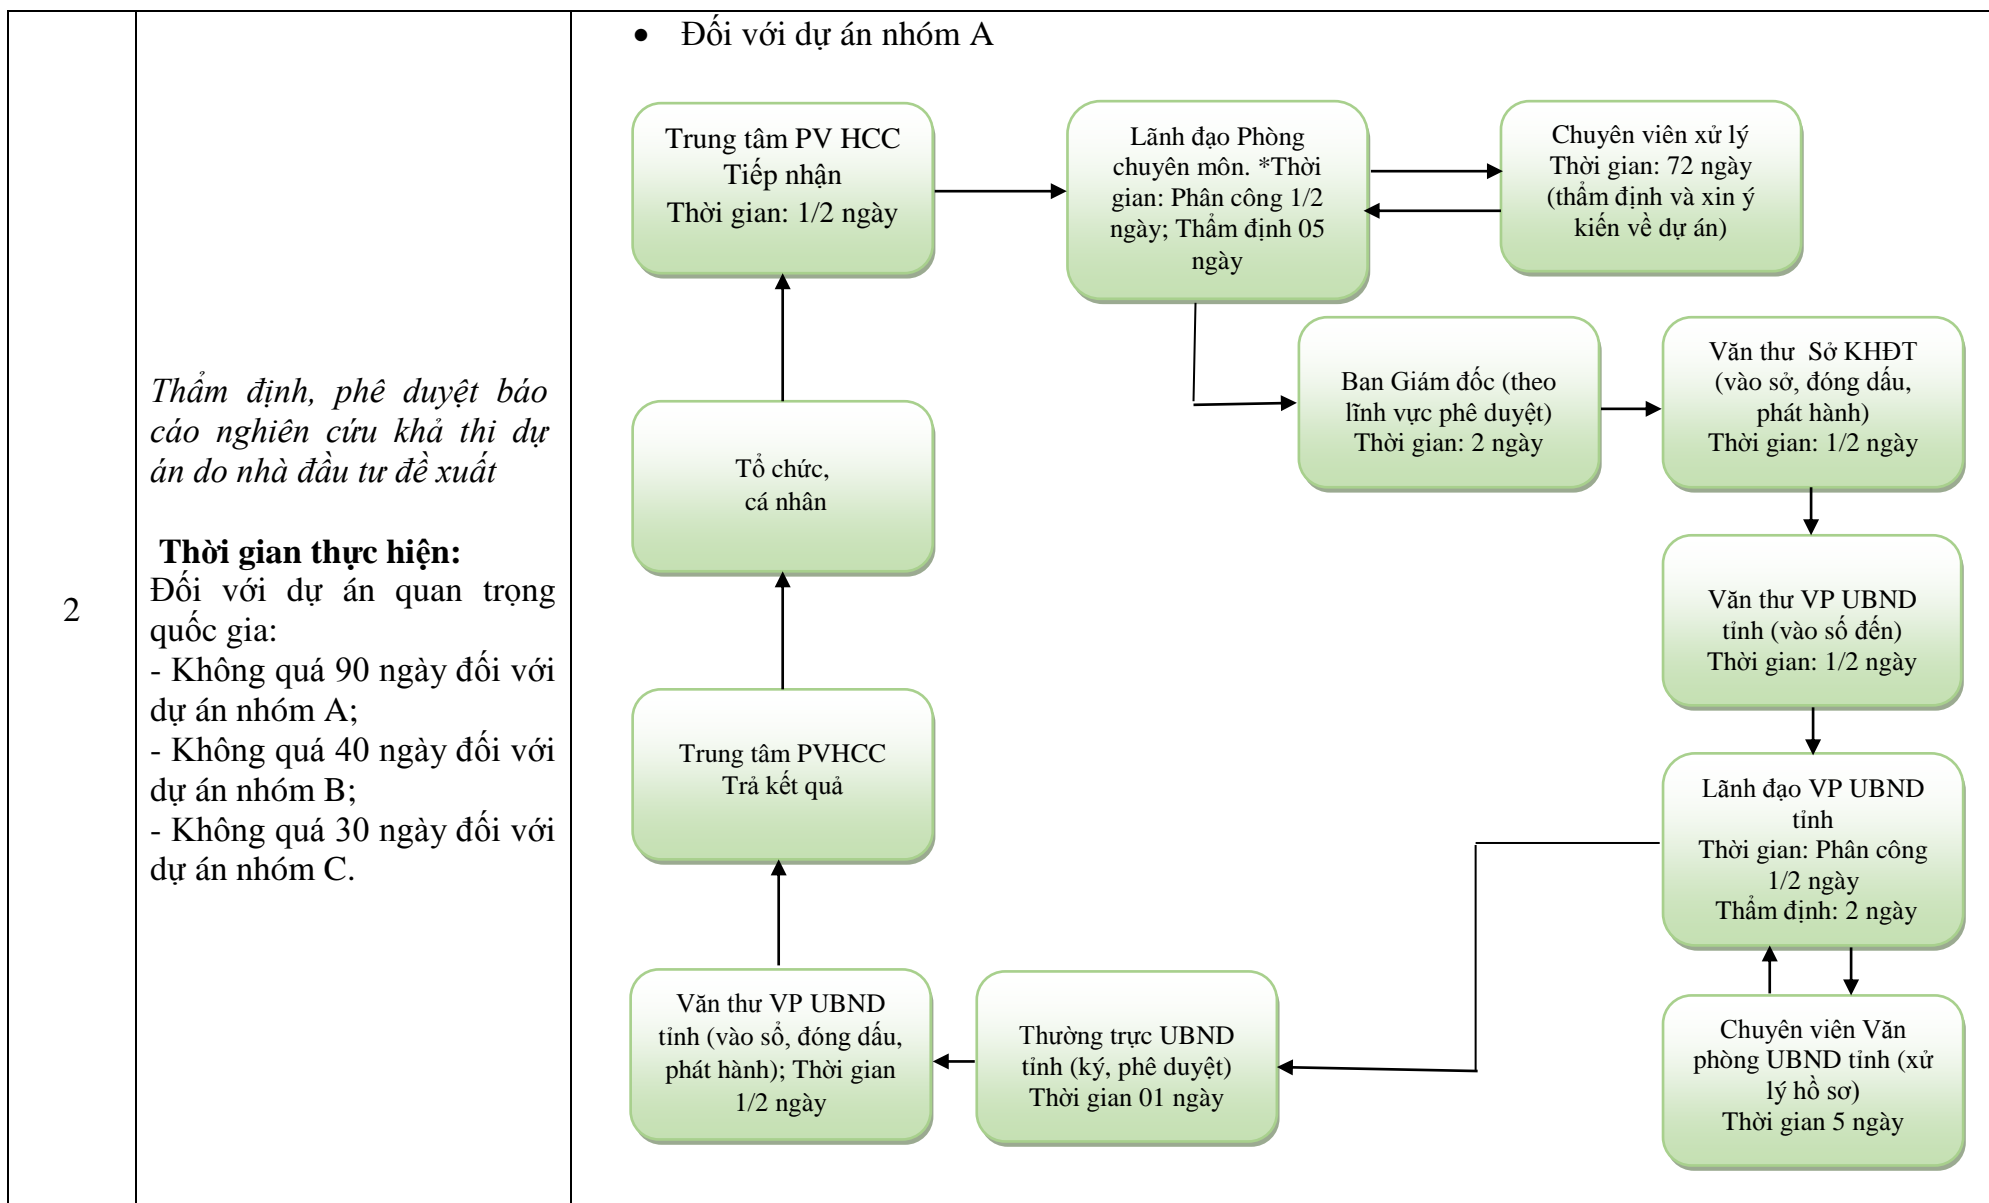 2
Thẩm định, phê duyệt báo
cáo nghiên cứu khả thi dự
án do nhà đầu tư đề xuất
Thời gian thực hiện:
Đối với dự án quan trọng
quốc gia:
- Không quá 90 ngày đối với
dự án nhóm A;
- Không quá 40 ngày đối với
dự án nhóm B;
- Không quá 30 ngày đối với
dự án nhóm C.
• Đối với dự án nhóm A
Trung tâm PV HCC
Tiếp nhận
Thời gian: 1/2 ngày
Lãnh đạo Phòng
chuyên môn. *Thời
gian: Phân công 1/2
ngày; Thẩm định 05
ngày
Chuyên viên xử lý
Thời gian: 72 ngày
(thẩm định và xin ý
kiến về dự án)
Ban Giám đốc (theo
lĩnh vực phê duyệt)
Thời gian: 2 ngày
Văn thư Sở KHĐT
(vào sở, đóng dấu,
phát hành)
Thời gian: 1/2 ngày
Tổ chức,
cá nhân
Văn thư VP UBND
tỉnh (vào số đến)
Thời gian: 1/2 ngày
Trung tâm PVHCC
Trả kết quả
Lãnh đạo VP UBND
tỉnh
Thời gian: Phân công
1/2 ngày
Thẩm định: 2 ngày
Văn thư VP UBND
tỉnh (vào sổ, đóng dấu,
phát hành); Thời gian
1/2 ngày
Thường trực UBND
tỉnh (ký, phê duyệt)
Thời gian 01 ngày
Chuyên viên Văn
phòng UBND tỉnh (xử
lý hồ sơ)
Thời gian 5 ngày